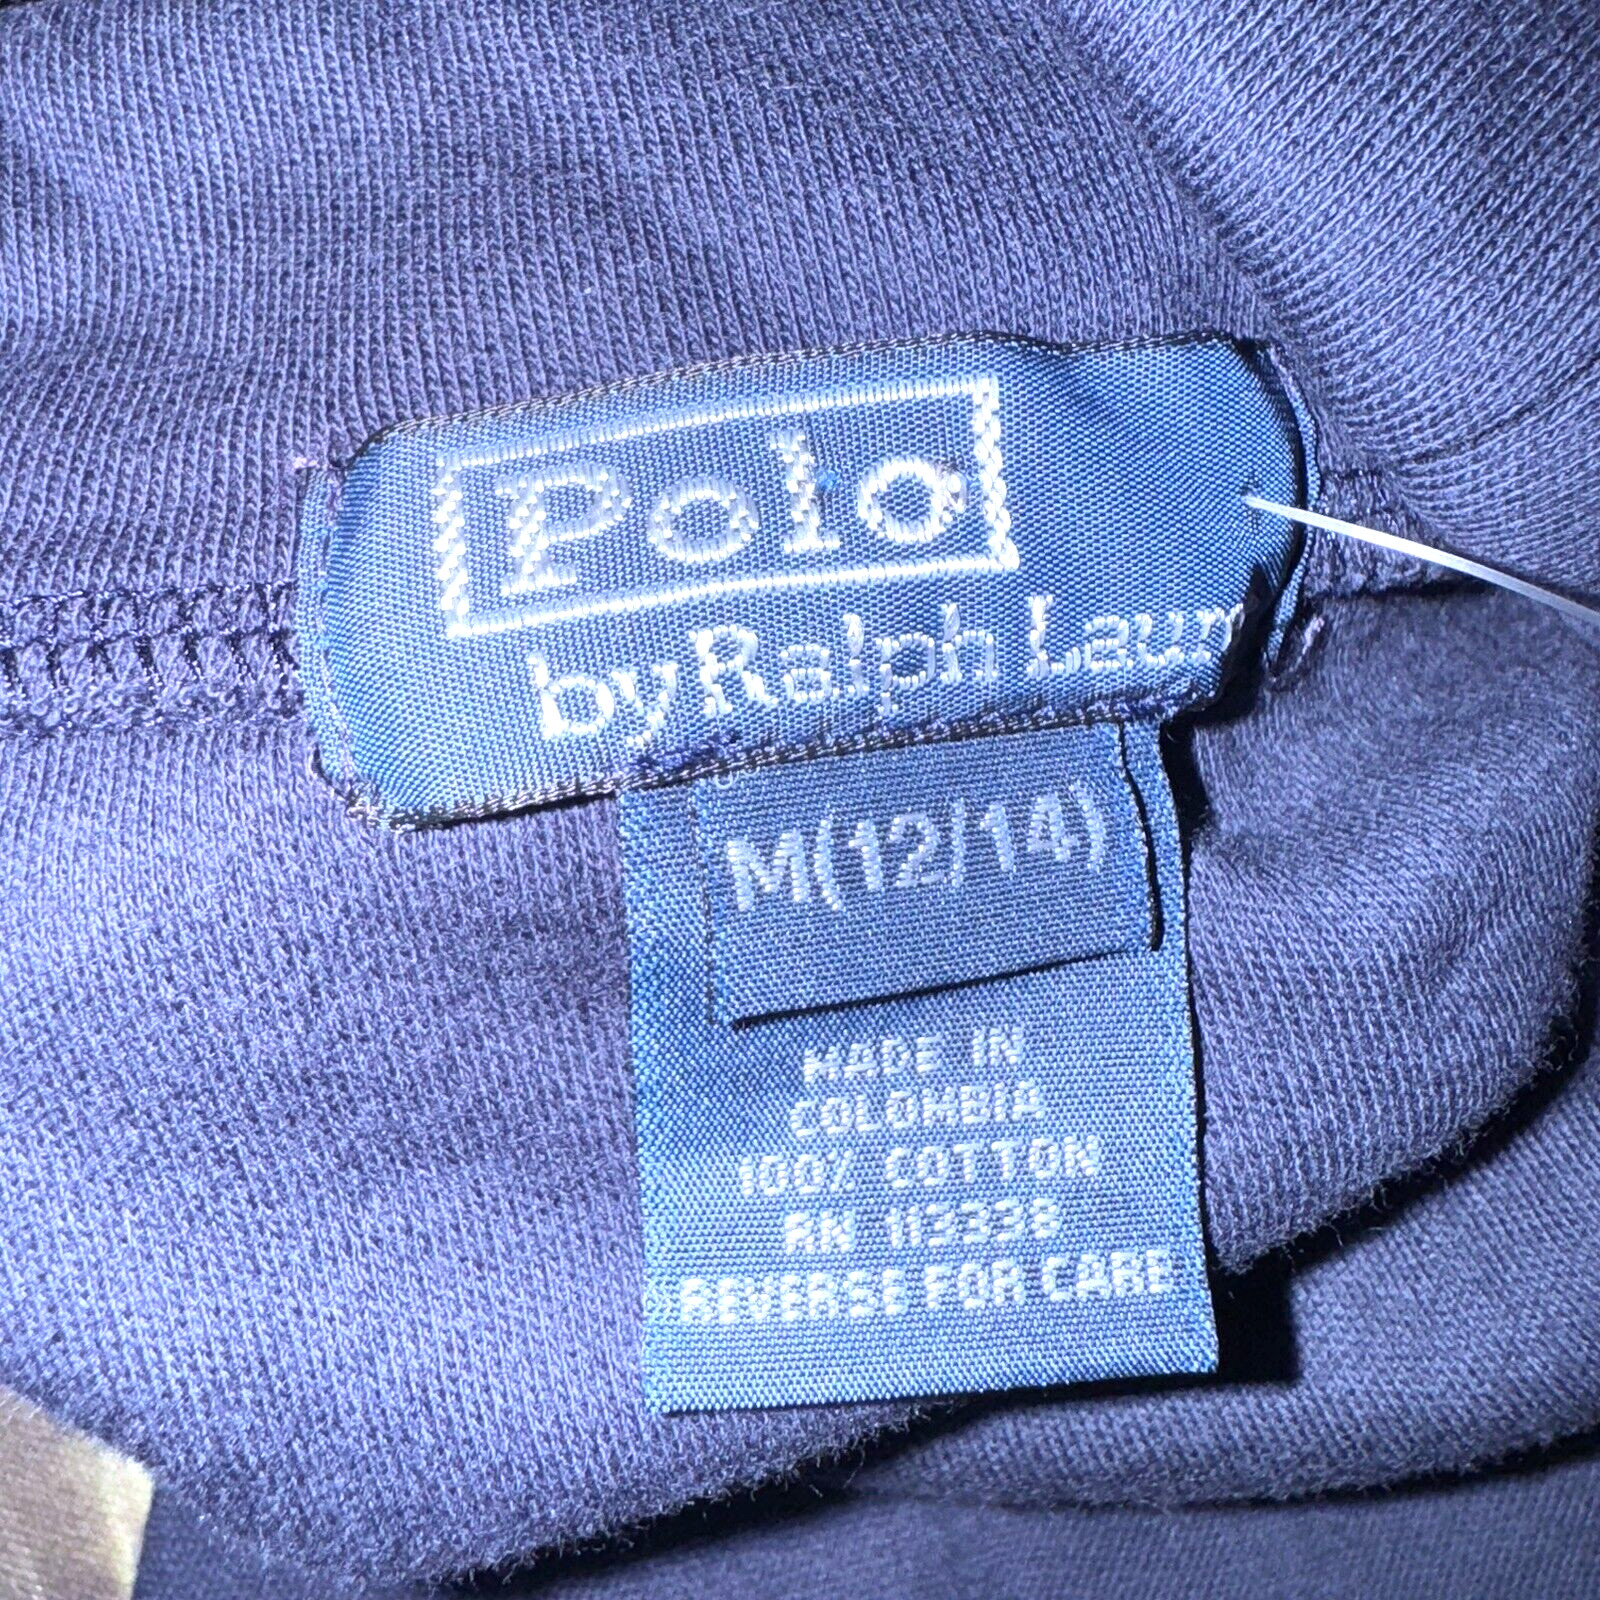 Polo
by Ralph Laur
M(12/14)
MADE IN
COLOMBIA
100% COTTON
RN 113338
REVERSE FOR CARE